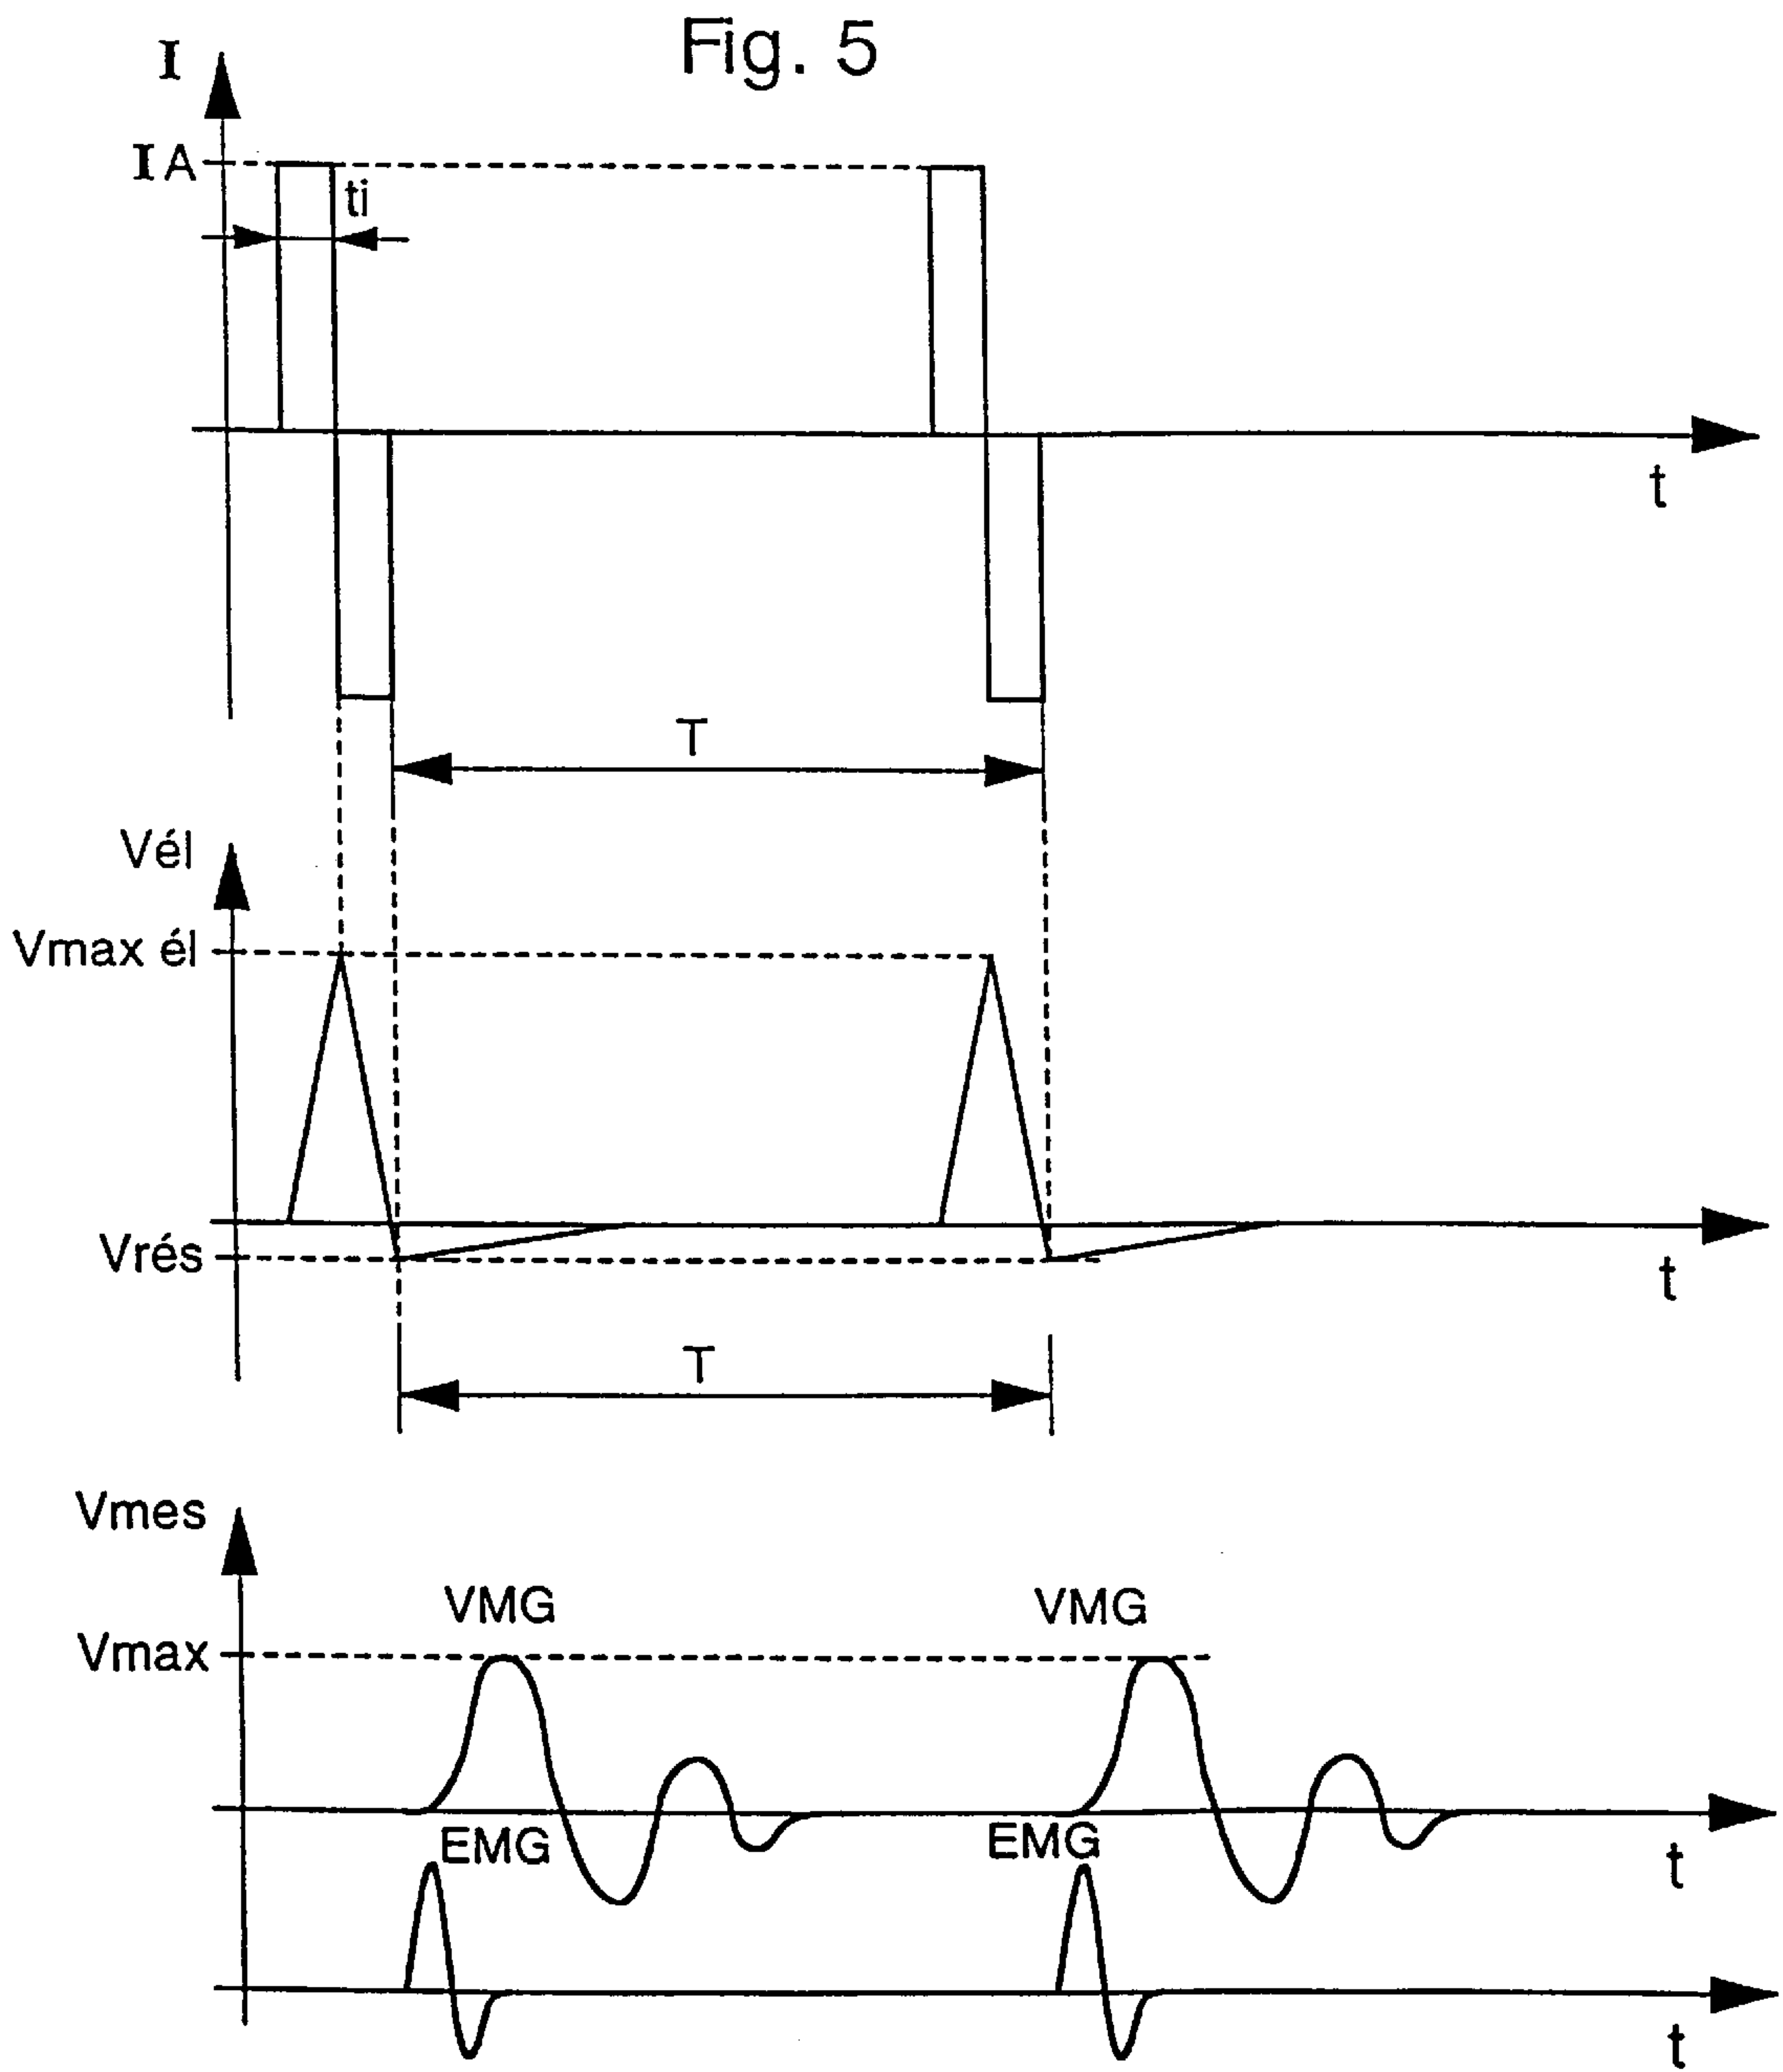 Fig. 5
I
IA
ti
t
T
Vél
Vmax él
Vrés
t
T
Vmes
VMG
VMG
Vmax
EMG
EMG
t
t